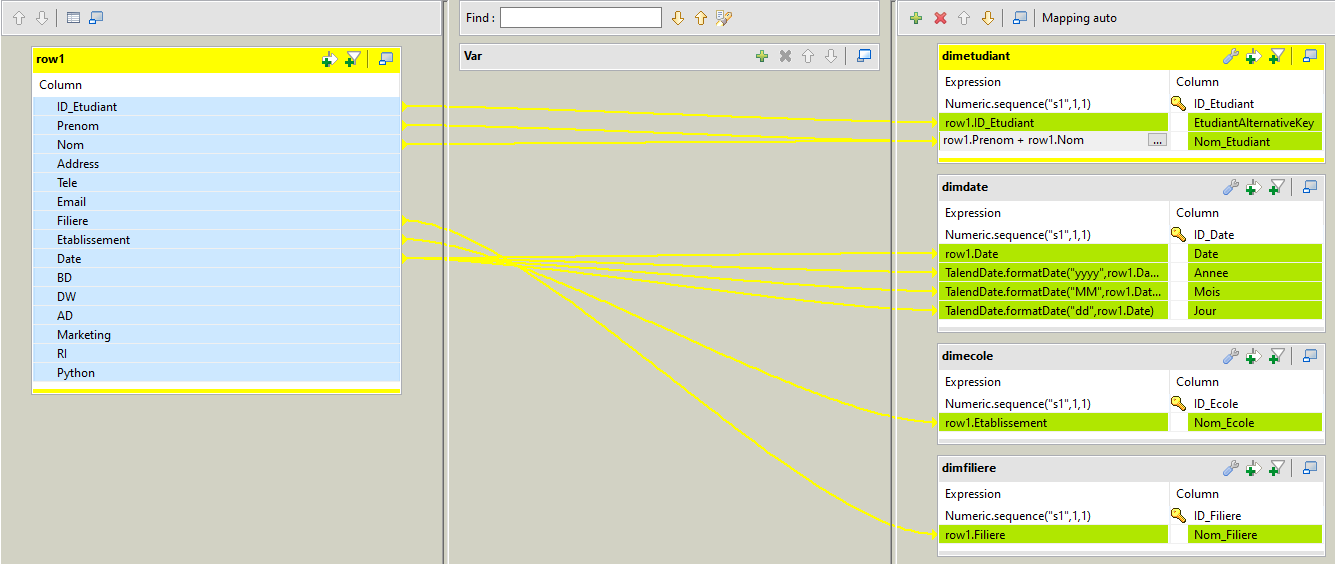 Find :
Mapping auto
row1
Column
ID_Etudiant
Prenom
Nom
Address
Tele
Email
Filiere
Etablissement
Date
BD
DW
AD
Marketing
RI
Python
Var
dimetudiant
Expression Column
Numeric.sequence("s1",1,1) ID_Etudiant
row1.ID_Etudiant EtudiantAlternativeKey
row1.Prenom + row1.Nom ... Nom_Etudiant
dimdate
Expression Column
Numeric.sequence("s1",1,1) ID_Date
row1.Date Date
TalendDate.formatDate("yyyy",row1.Da... Annee
TalendDate.formatDate("MM",row1.Dat... Mois
TalendDate.formatDate("dd",row1.Date) Jour
dimecole
Expression Column
Numeric.sequence("s1",1,1) ID_Ecole
row1.Etablissement Nom_Ecole
dimfiliere
Expression Column
Numeric.sequence("s1",1,1) ID_Filiere
row1.Filiere Nom_Filiere